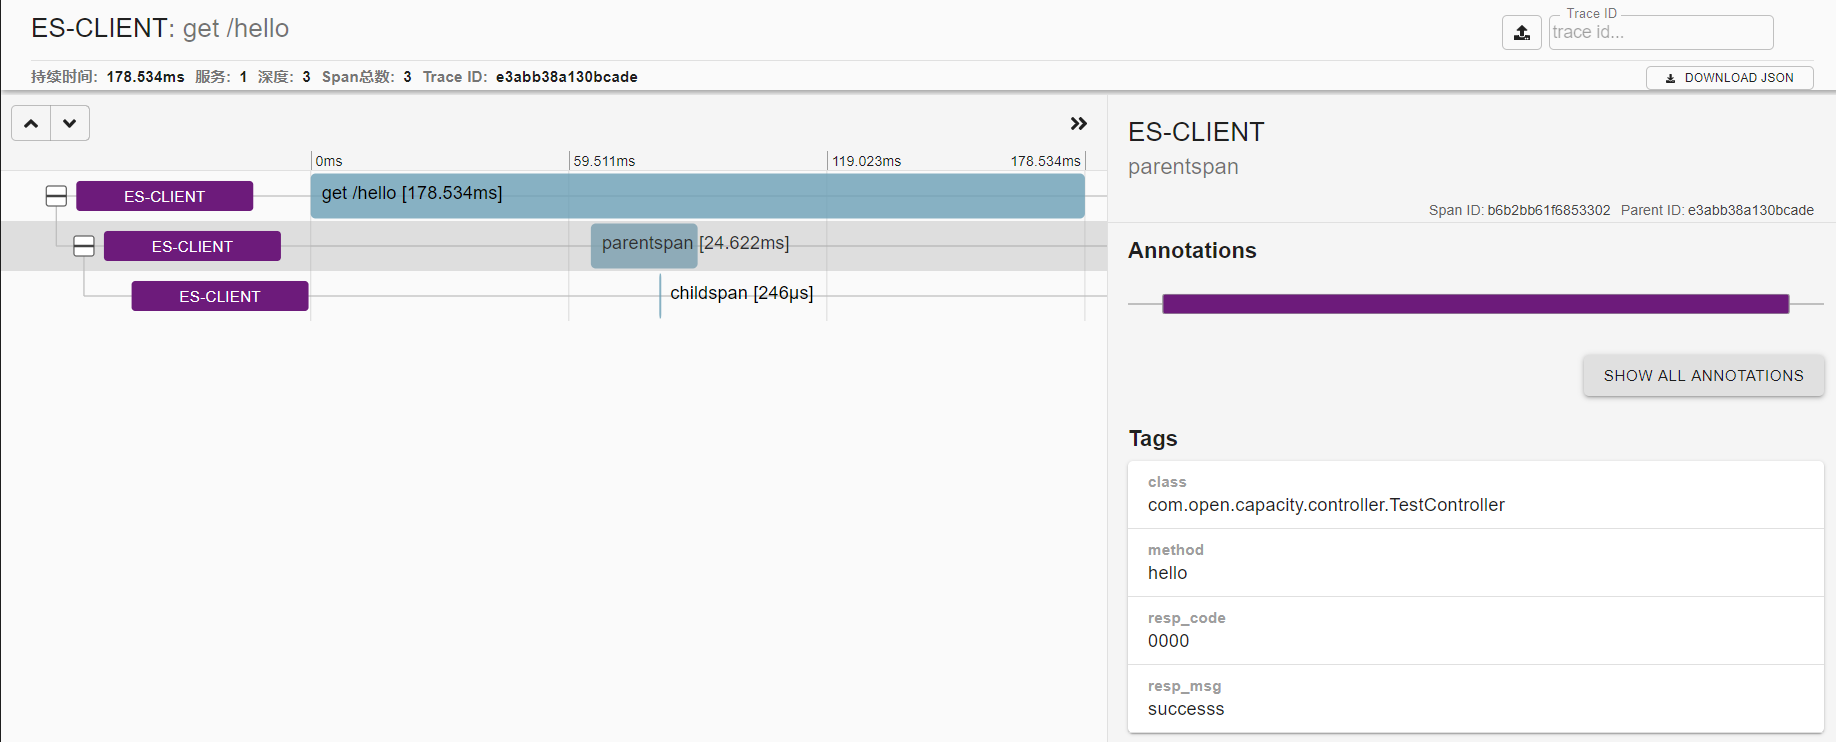 ES-CLIENT: get /hello
Trace ID
trace id...
持续时间: 178.534ms 服务: 1 深度: 3 Span总数: 3 Trace ID: e3abb38a130bcade
DOWNLOAD JSON
0ms 59.511ms 119.023ms 178.534ms
ES-CLIENT get /hello [178.534ms]
ES-CLIENT parentspan [24.622ms]
ES-CLIENT childspan [246μs]
ES-CLIENT
parentspan
Span ID: b6b2bb61f6853302 Parent ID: e3abb38a130bcade
Annotations
SHOW ALL ANNOTATIONS
Tags
class
com.open.capacity.controller.TestController
method
hello
resp_code
0000
resp_msg
successs